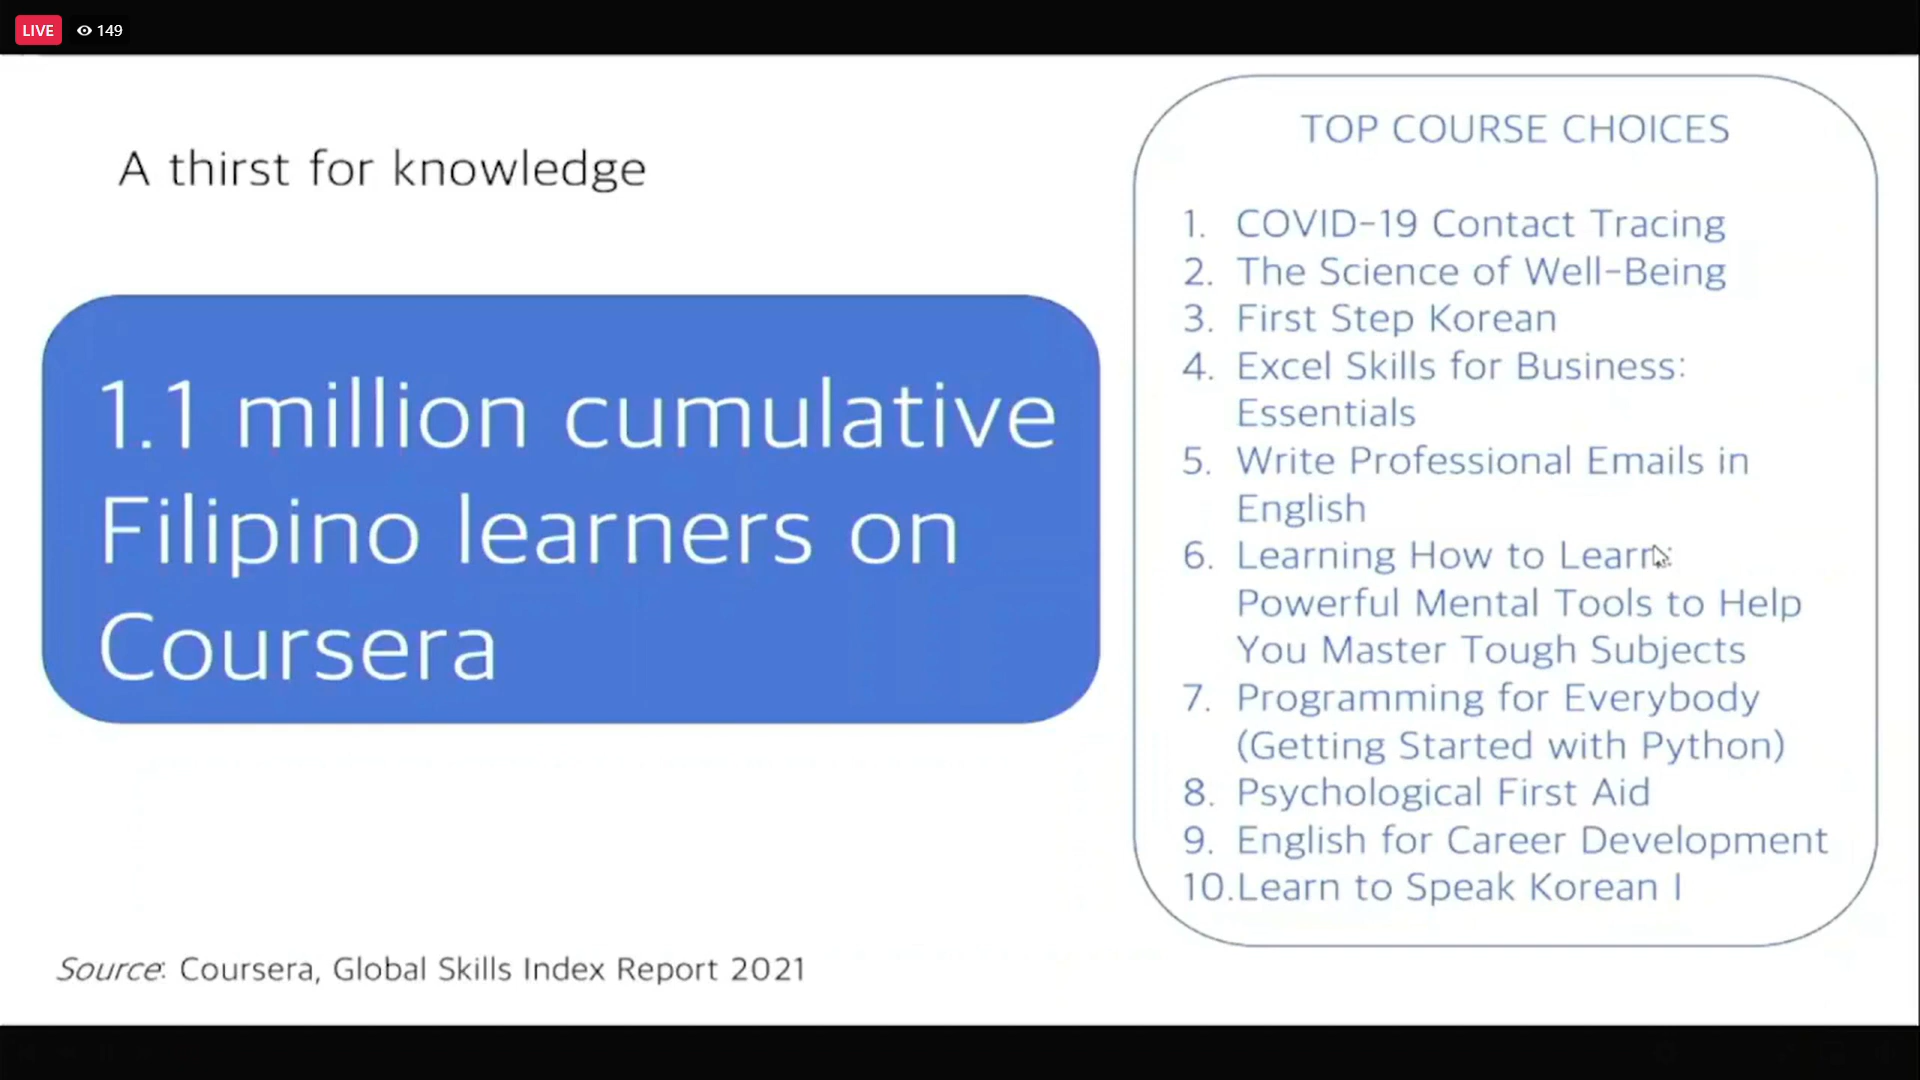 LIVE 149
A thirst for knowledge
1.1 million cumulative
Filipino learners on
Coursera
Source: Coursera, Global Skills Index Report 2021
TOP COURSE CHOICES
1. COVID-19 Contact Tracing
2. The Science of Well-Being
3. First Step Korean
4. Excel Skills for Business:
Essentials
5. Write Professional Emails in
English
6. Learning How to Learn:
Powerful Mental Tools to Help
You Master Tough Subjects
7. Programming for Everybody
(Getting Started with Python)
8. Psychological First Aid
9. English for Career Development
10. Learn to Speak Korean I